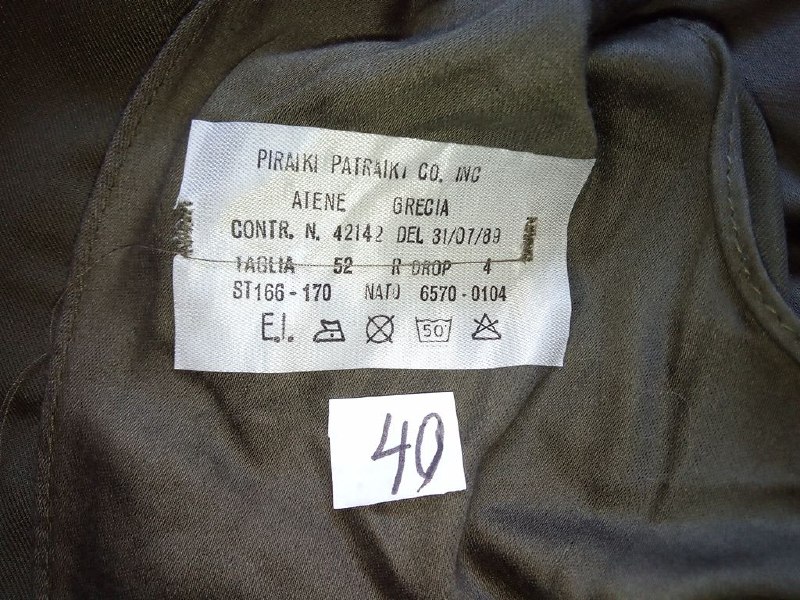 PIRAIKI PATRAIKI CO. INC
ATENE GRECIA
CONTR. N. 42142 DEL 31/07/89
TAGLIA 52 R DROP 4
ST166-170 NATO 6570-0104
E.I. 50°
40